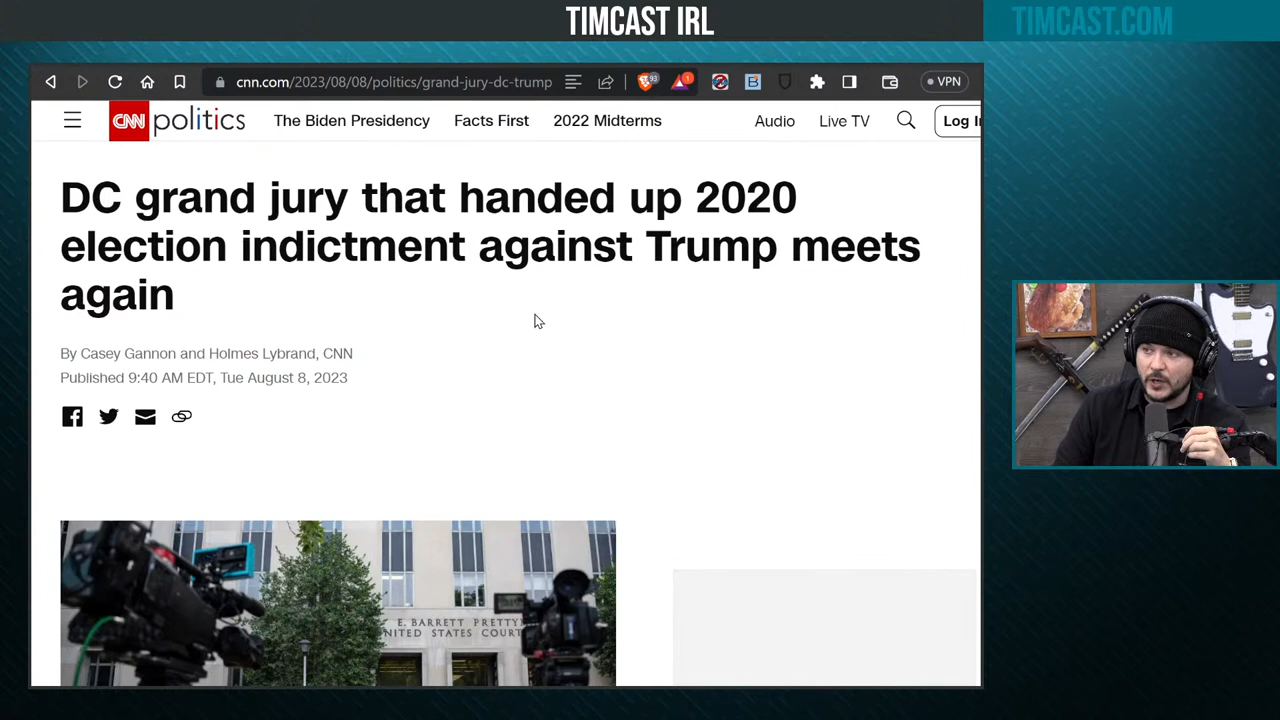 TIMCAST IRL
TIMCAST.COM
cnn.com/2023/08/08/politics/grand-jury-dc-trump
93
1
VPN
CNN politics
The Biden Presidency
Facts First
2022 Midterms
Audio
Live TV
Log In
DC grand jury that handed up 2020
election indictment against Trump meets
again
By Casey Gannon and Holmes Lybrand, CNN
Published 9:40 AM EDT, Tue August 8, 2023
E. BARRETT PRETTY
UNITED STATES COURT